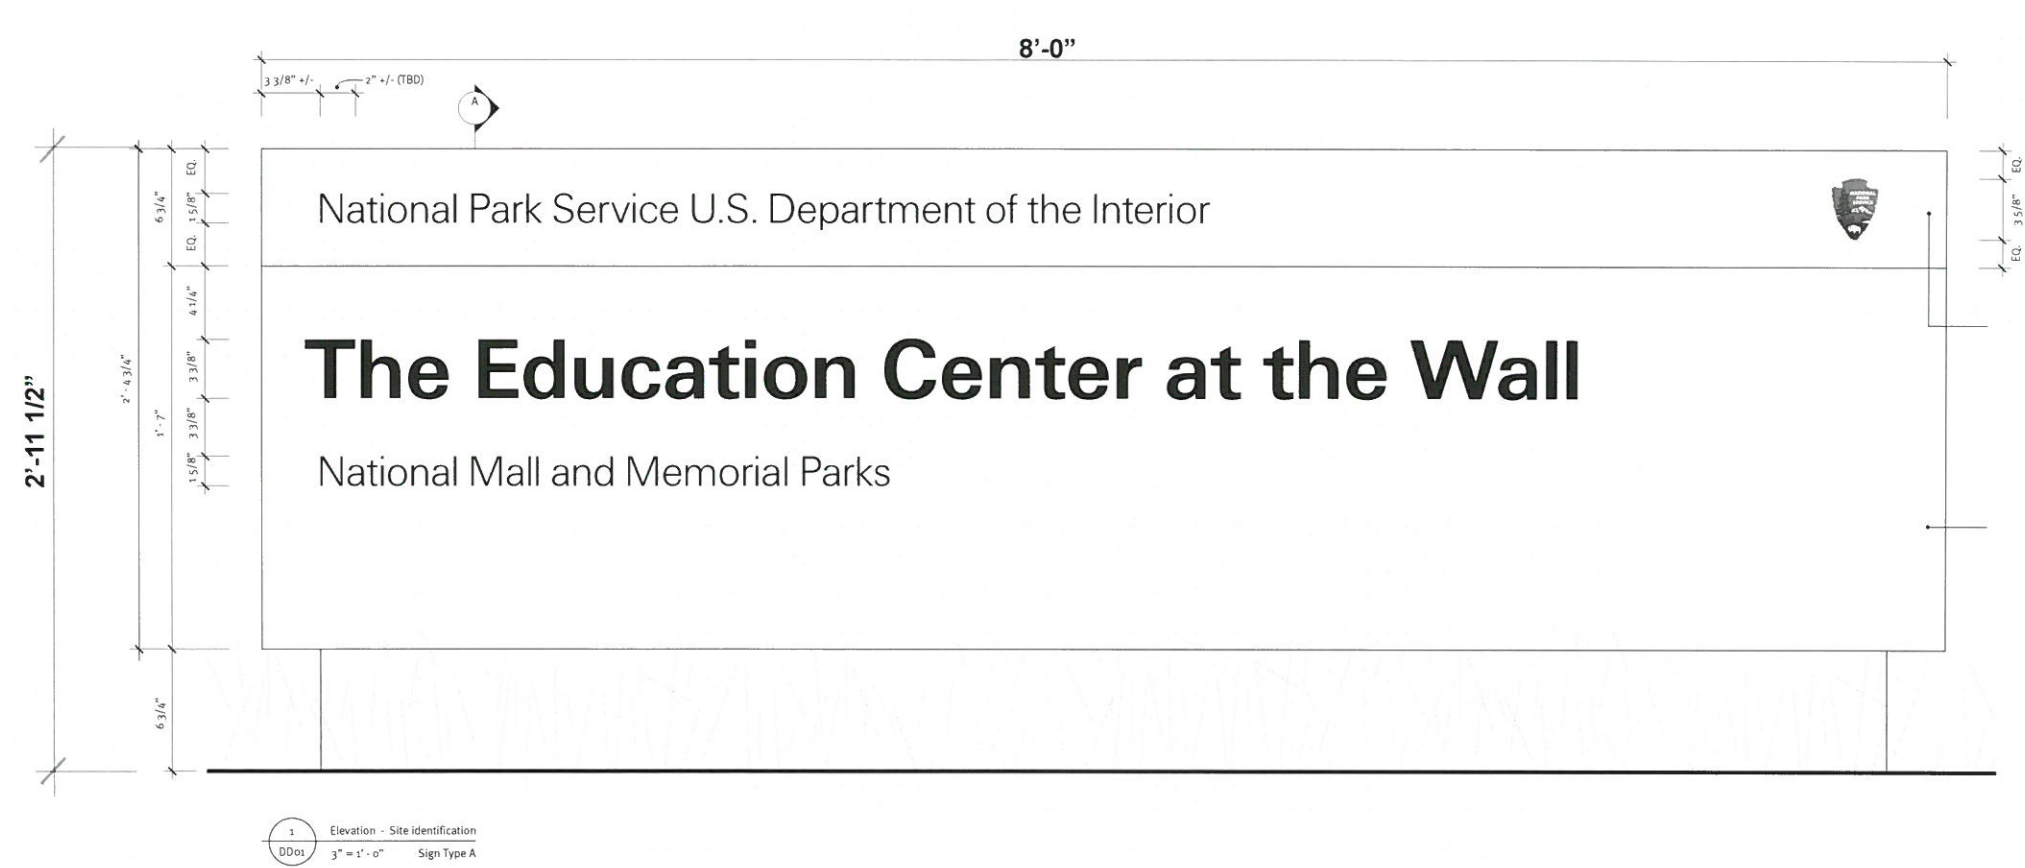 8’-0”
3 3/8" +/-
2" +/- (TBD)
A
EQ.
1 5/8"
EQ.
6 3/4"
4 1/4"
3 3/8"
3 3/8"
1 5/8"
1' - 7"
2' - 4 3/4"
2’-11 1/2”
6 3/4"
National Park Service U.S. Department of the Interior
NATIONAL
PARK
SERVICE
EQ.
3 5/8"
EQ.
The Education Center at the Wall
National Mall and Memorial Parks
1
DD01
Elevation - Site identification
3" = 1' - 0" Sign Type A